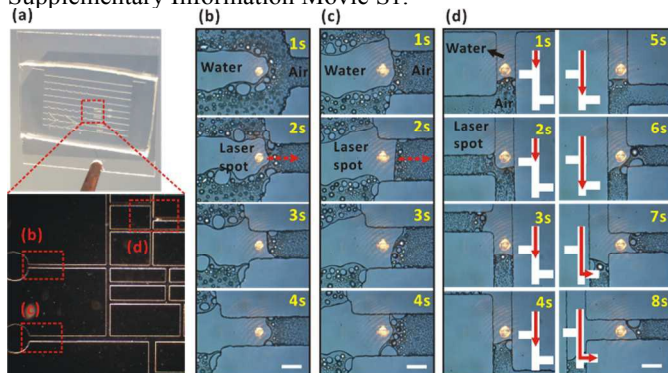 Supplementary Information Movie S1.
(a)
(b)
(c)
(d)
1s
Water
Air
1s
Water
Air
Water
1s
Air
5s
2s
Laser
spot
2s
Laser
spot
Laser
spot
2s
6s
3s
3s
3s
7s
4s
4s
4s
8s
(b)
(d)
(c)